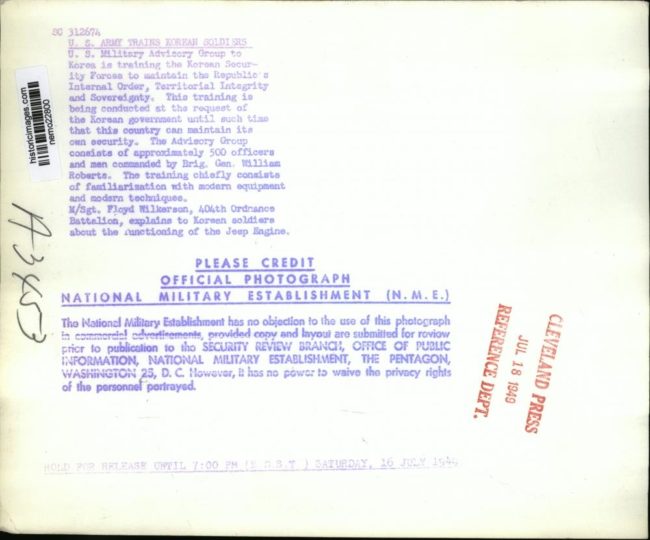 SC 312674
U. S. ARMY TRAINS KOREAN SOLDIERS
U. S. Military Advisory Group to
Korea is training the Korean Secur-
ity Forces to maintain the Republic's
Internal Order, Territorial Integrity
and Sovereignty. This training is
being conducted at the request of
the Korean government until such time
that this country can maintain its
own security. The Advisory Group
consists of approximately 500 officers
and men commanded by Brig. Gen. William
Roberts. The training chiefly consists
of familiarization with modern equipment
and modern techniques.
M/Sgt. Floyd Wilkerson, 404th Ordnance
Battalion, explains to Korean soldiers
about the functioning of the Jeep Engine.
historicimages.com
nemo22800
A3453
PLEASE CREDIT
OFFICIAL PHOTOGRAPH
NATIONAL MILITARY ESTABLISHMENT (N.M.E.)
The National Military Establishment has no objection to the use of this photograph
in commercial advertisements, provided copy and layout are submitted for review
prior to publication to the SECURITY REVIEW BRANCH, OFFICE OF PUBLIC
INFORMATION, NATIONAL MILITARY ESTABLISHMENT, THE PENTAGON,
WASHINGTON 25, D. C. However, it has no power to waive the privacy rights
of the personnel portrayed.
CLEVELAND PRESS
JUL 18 1949
REFERENCE DEPT.
HOLD FOR RELEASE UNTIL 7:00 PM (E D.S.T ) SATURDAY, 16 JULY 1949